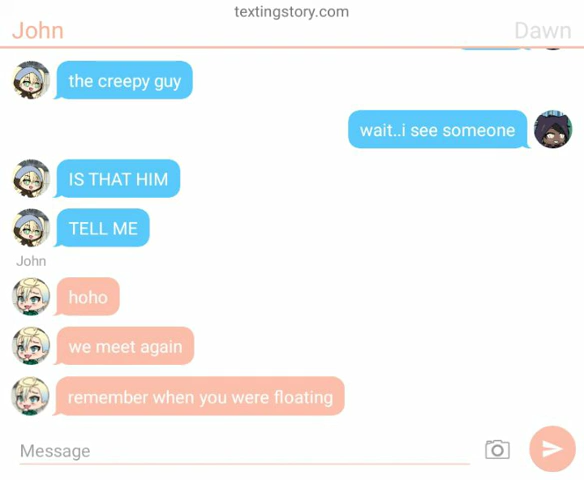 textingstory.com
John
Dawn
the creepy guy
wait..i see someone
IS THAT HIM
TELL ME
John
hoho
we meet again
remember when you were floating
Message